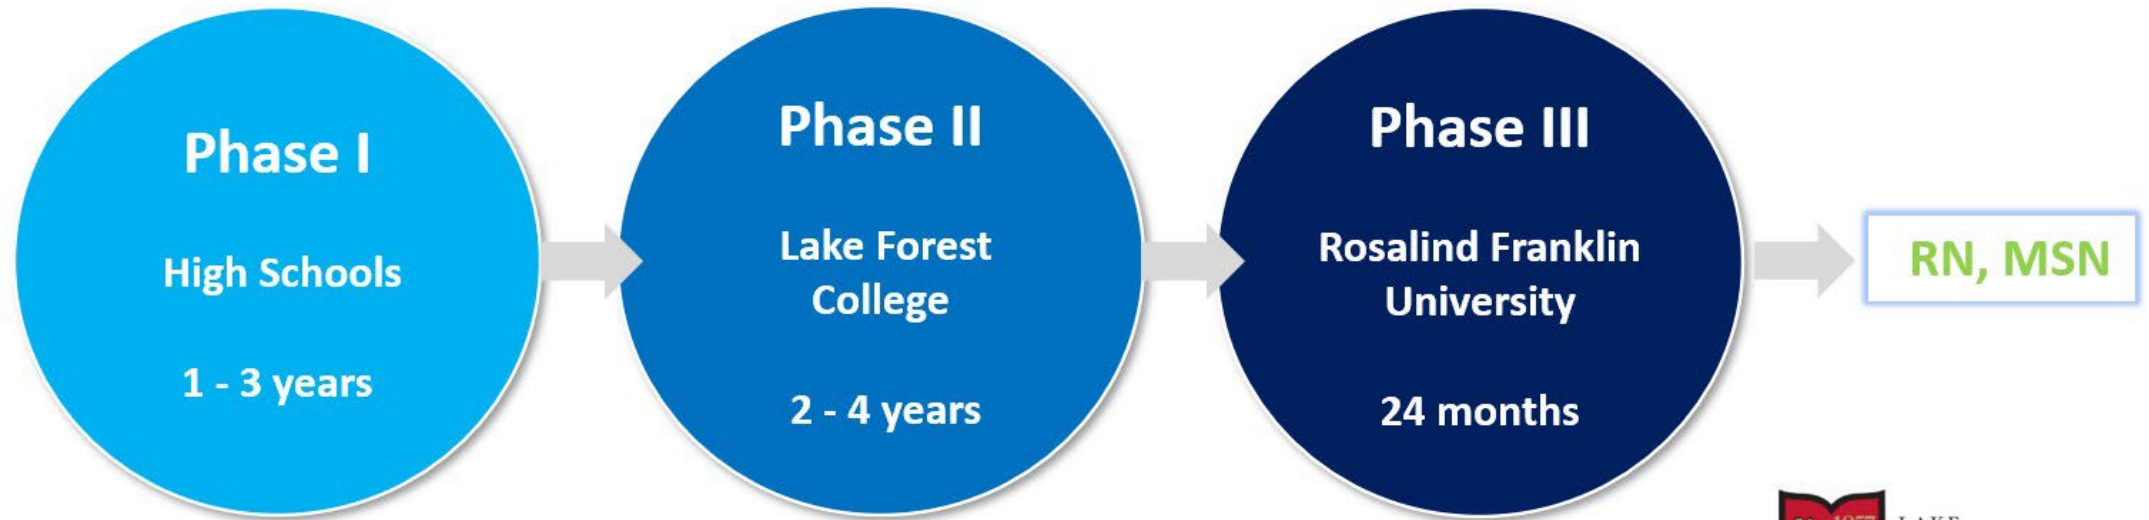 Phase I
High Schools
1 - 3 years
Phase II
Lake Forest
College
2 - 4 years
Phase III
Rosalind Franklin
University
24 months
RN, MSN